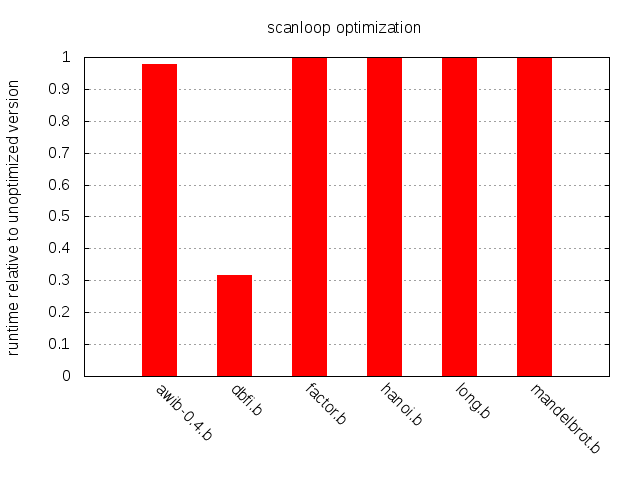 scanloop optimization
runtime relative to unoptimized version
1
0.9
0.8
0.7
0.6
0.5
0.4
0.3
0.2
0.1
0
awib-0.4.b
dbfi.b
factor.b
hanoi.b
long.b
mandelbrot.b